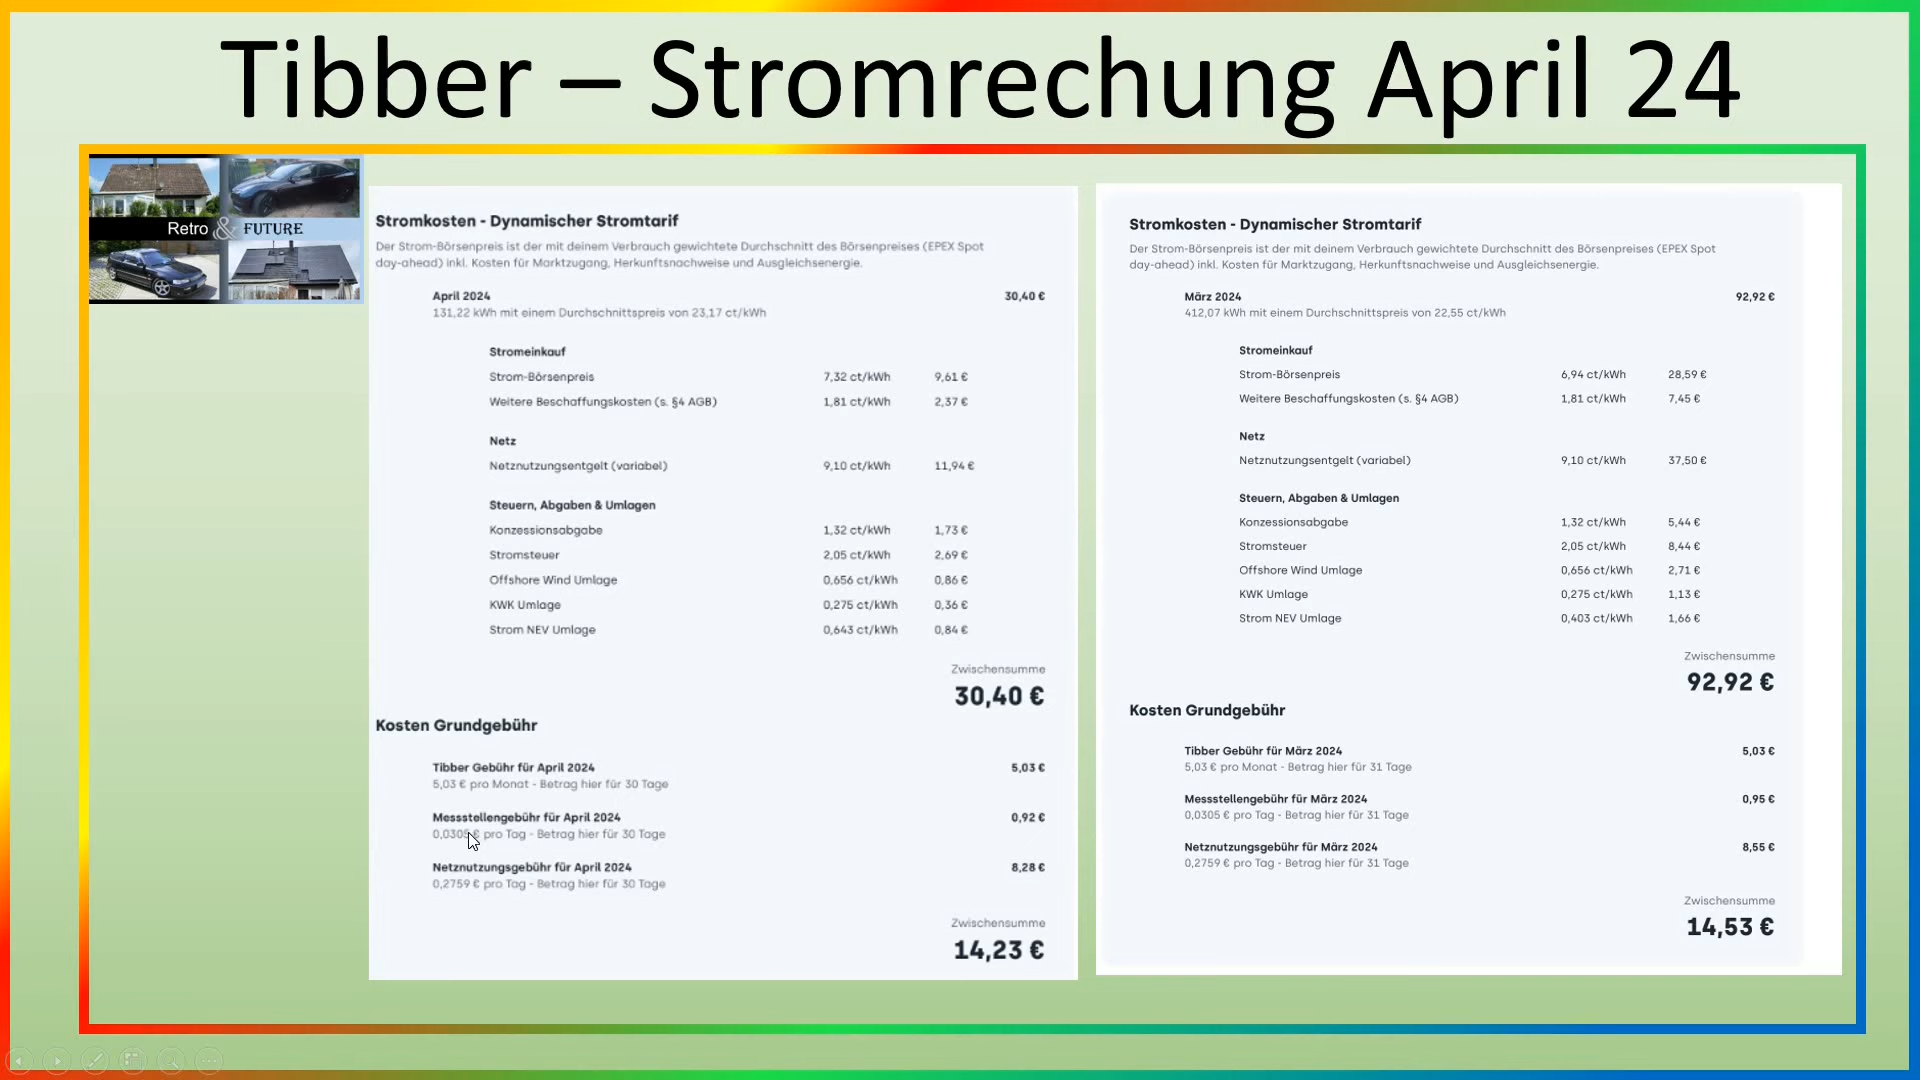 Tibber – Stromrechung April 24
Retro & FUTURE
Stromkosten - Dynamischer Stromtarif
Der Strom-Börsenpreis ist der mit deinem Verbrauch gewichtete Durchschnitt des Börsenpreises (EPEX Spot
day-ahead) inkl. Kosten für Marktzugang, Herkunftsnachweise und Ausgleichsenergie.
April 2024 30,40 €
131,22 kWh mit einem Durchschnittspreis von 23,17 ct/kWh
Stromeinkauf
Strom-Börsenpreis 7,32 ct/kWh 9,61 €
Weitere Beschaffungskosten (s. §4 AGB) 1,81 ct/kWh 2,37 €
Netz
Netznutzungsentgelt (variabel) 9,10 ct/kWh 11,94 €
Steuern, Abgaben & Umlagen
Konzessionsabgabe 1,32 ct/kWh 1,73 €
Stromsteuer 2,05 ct/kWh 2,69 €
Offshore Wind Umlage 0,656 ct/kWh 0,86 €
KWK Umlage 0,275 ct/kWh 0,36 €
Strom NEV Umlage 0,643 ct/kWh 0,84 €
Zwischensumme
30,40 €
Kosten Grundgebühr
Tibber Gebühr für April 2024 5,03 €
5,03 € pro Monat - Betrag hier für 30 Tage
Messstellengebühr für April 2024 0,92 €
0,0305 € pro Tag - Betrag hier für 30 Tage
Netznutzungsgebühr für April 2024 8,28 €
0,2759 € pro Tag - Betrag hier für 30 Tage
Zwischensumme
14,23 €
Stromkosten - Dynamischer Stromtarif
Der Strom-Börsenpreis ist der mit deinem Verbrauch gewichtete Durchschnitt des Börsenpreises (EPEX Spot
day-ahead) inkl. Kosten für Marktzugang, Herkunftsnachweise und Ausgleichsenergie.
März 2024 92,92 €
412,07 kWh mit einem Durchschnittspreis von 22,55 ct/kWh
Stromeinkauf
Strom-Börsenpreis 6,94 ct/kWh 28,59 €
Weitere Beschaffungskosten (s. §4 AGB) 1,81 ct/kWh 7,45 €
Netz
Netznutzungsentgelt (variabel) 9,10 ct/kWh 37,50 €
Steuern, Abgaben & Umlagen
Konzessionsabgabe 1,32 ct/kWh 5,44 €
Stromsteuer 2,05 ct/kWh 8,44 €
Offshore Wind Umlage 0,656 ct/kWh 2,71 €
KWK Umlage 0,275 ct/kWh 1,13 €
Strom NEV Umlage 0,403 ct/kWh 1,66 €
Zwischensumme
92,92 €
Kosten Grundgebühr
Tibber Gebühr für März 2024 5,03 €
5,03 € pro Monat - Betrag hier für 31 Tage
Messstellengebühr für März 2024 0,95 €
0,0305 € pro Tag - Betrag hier für 31 Tage
Netznutzungsgebühr für März 2024 8,55 €
0,2759 € pro Tag - Betrag hier für 31 Tage
Zwischensumme
14,53 €